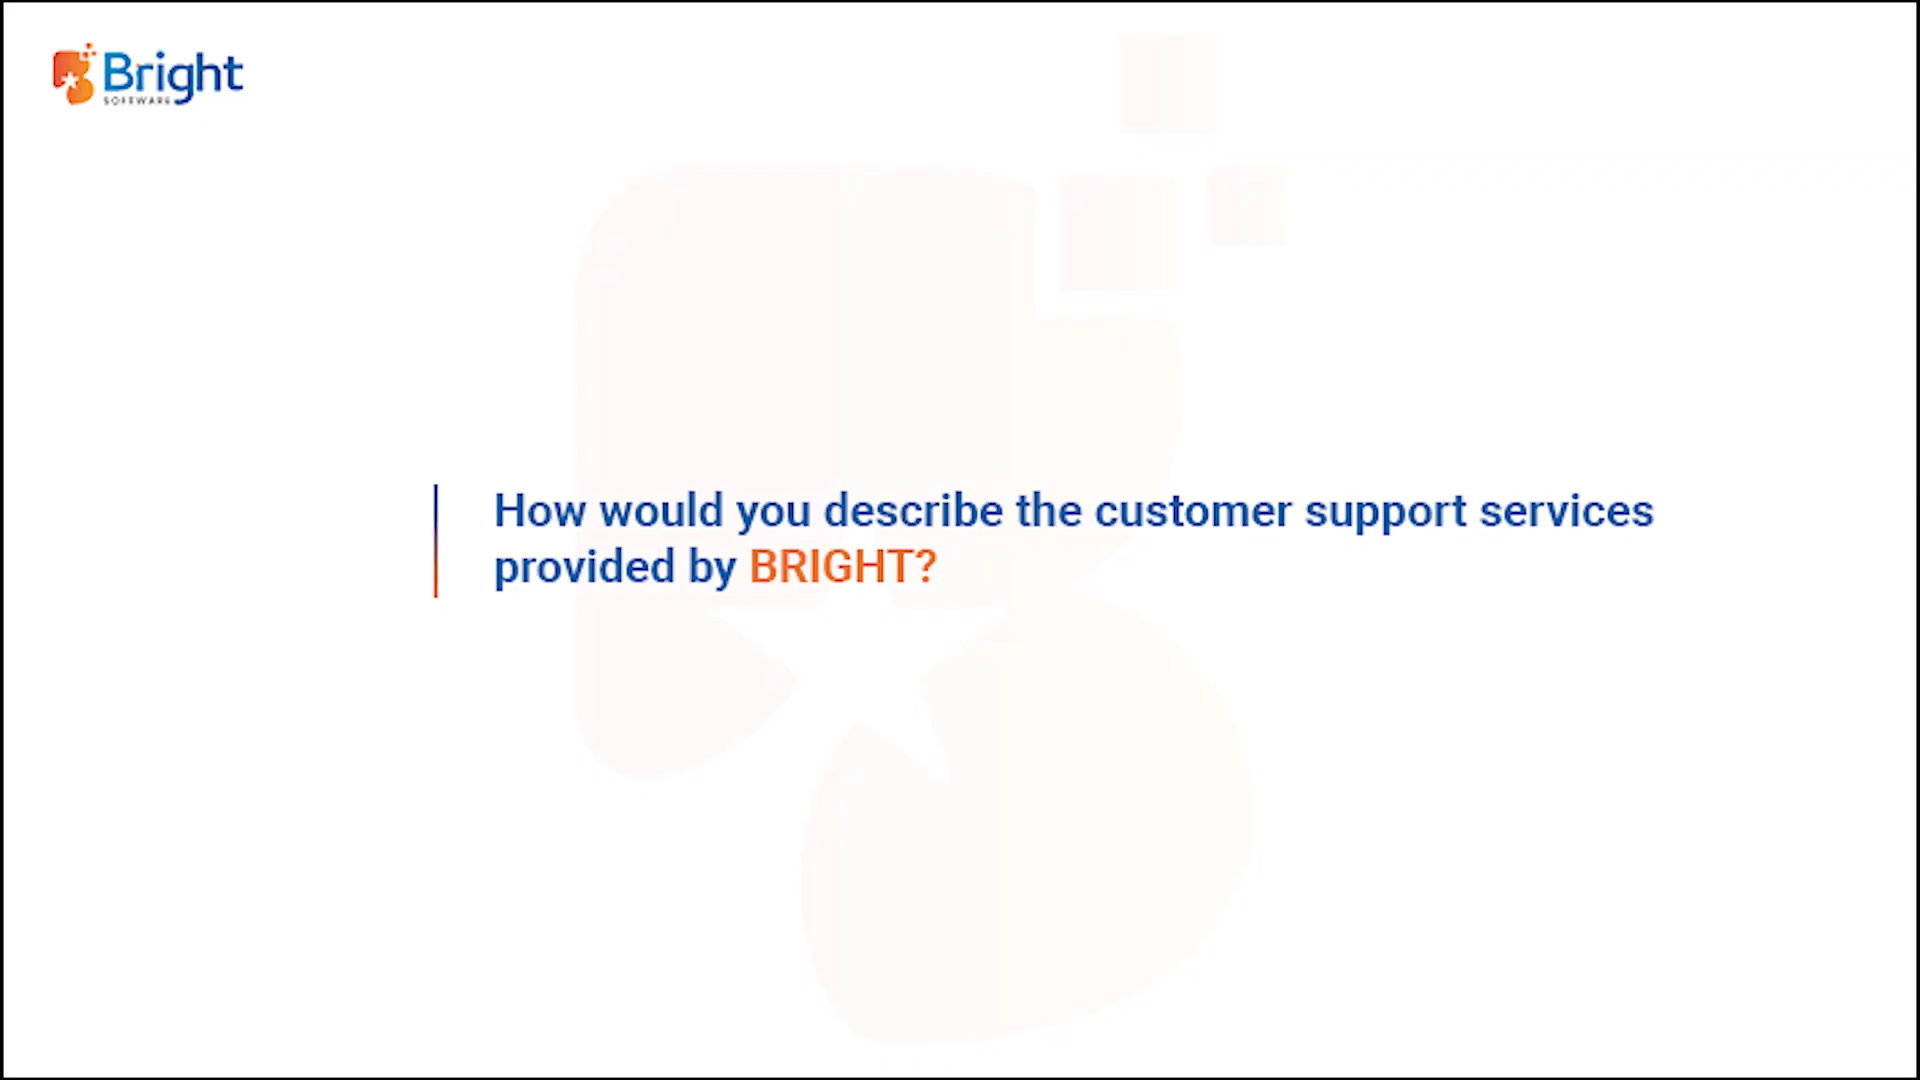 Bright
SOFTWARE
How would you describe the customer support services
provided by BRIGHT?